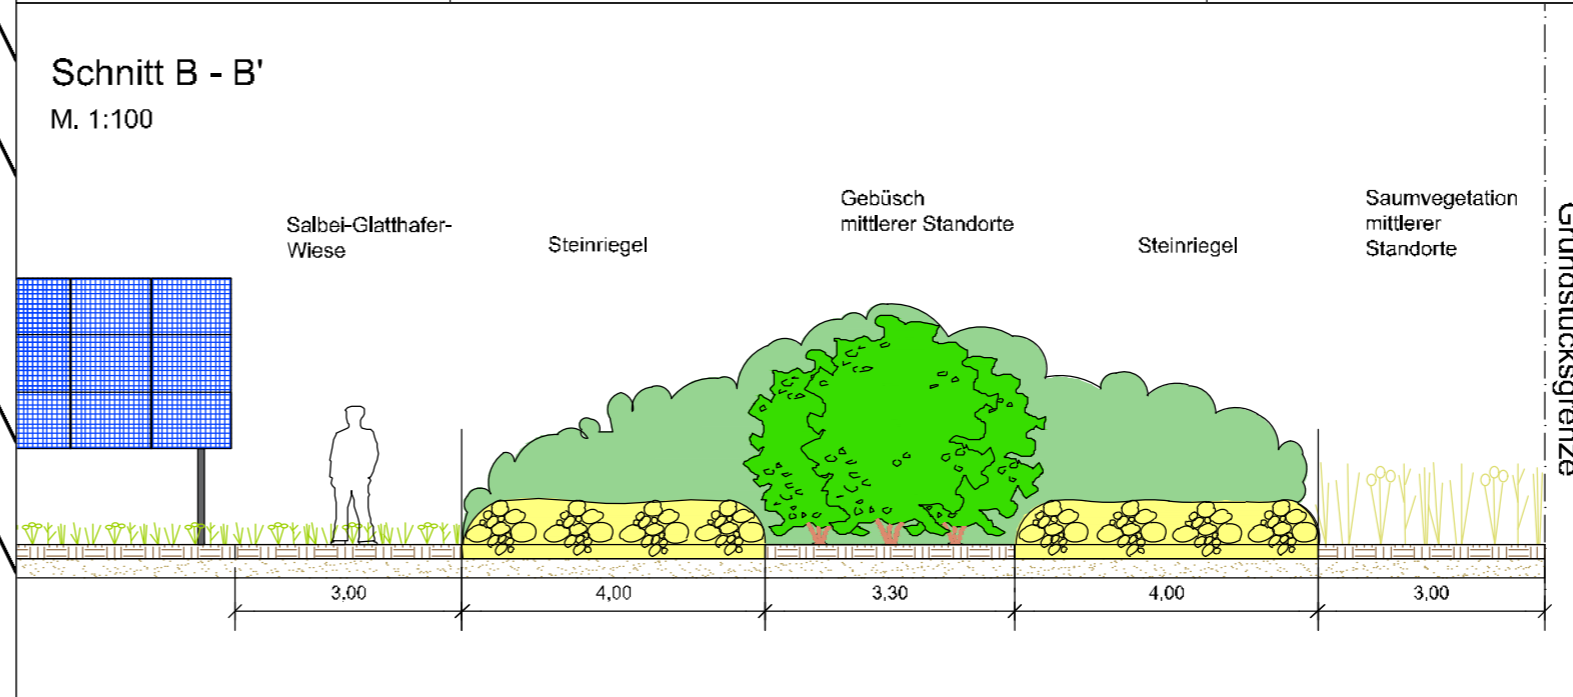 Schnitt B - B'
M. 1:100
Salbei-Glatthafer-
Wiese
Steinriegel
Gebüsch
mittlerer Standorte
Steinriegel
Saumvegetation
mittlerer
Standorte
Grundstücksgrenze
3,00
4,00
3,30
4,00
3,00